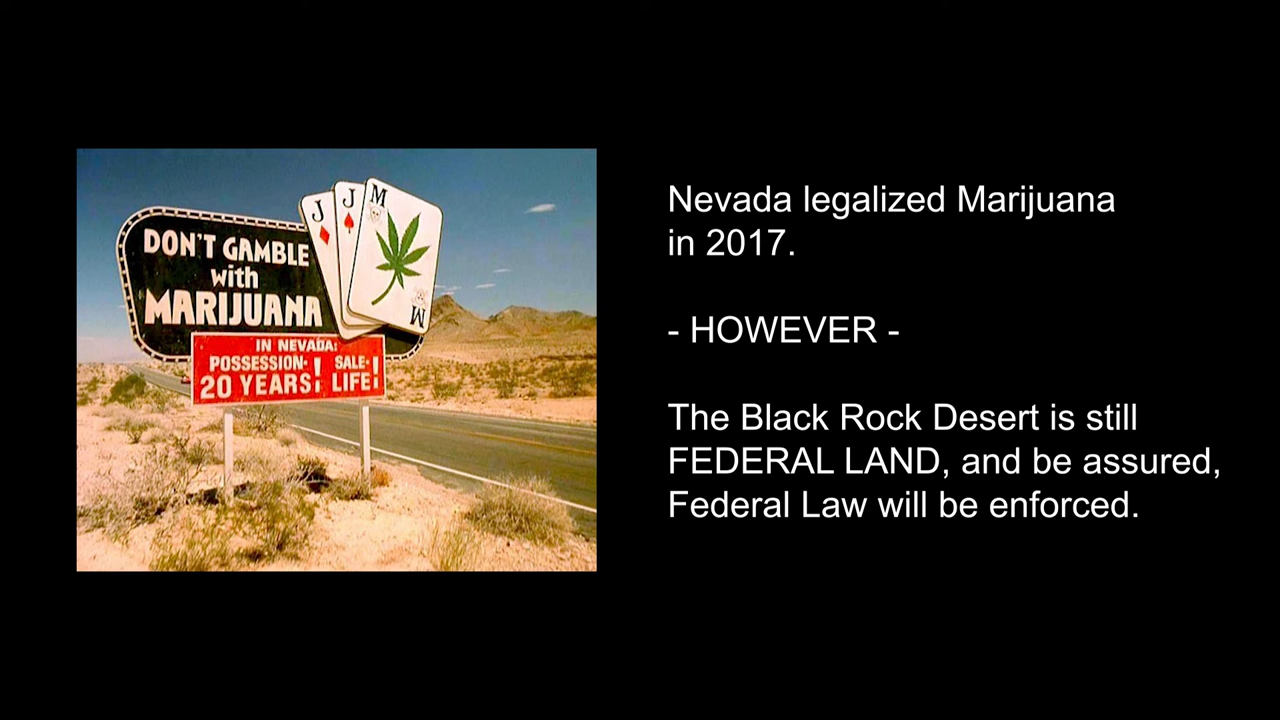 DON'T GAMBLE
with
MARIJUANA
J
J
M
M
IN NEVADA:
POSSESSION- SALE-
20 YEARS! LIFE!
Nevada legalized Marijuana
in 2017.
- HOWEVER -
The Black Rock Desert is still
FEDERAL LAND, and be assured,
Federal Law will be enforced.